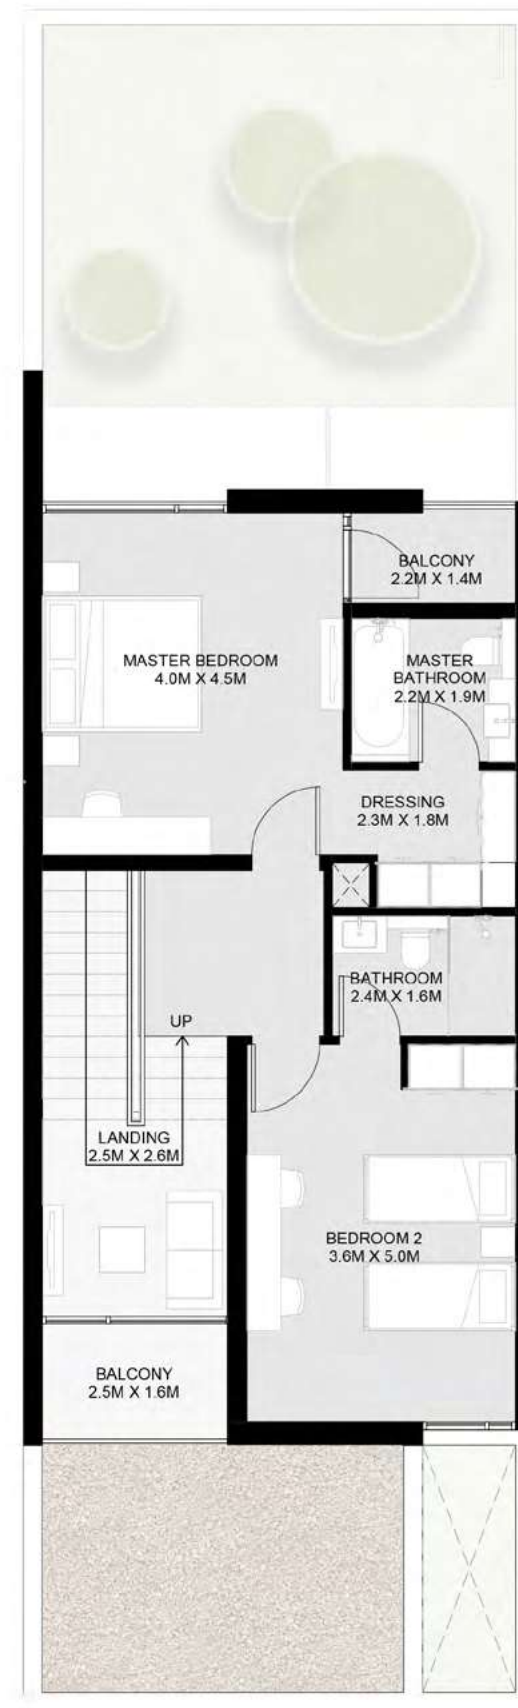 BALCONY
2.2M X 1.4M
MASTER BEDROOM
4.0M X 4.5M
MASTER
BATHROOM
2.2M X 1.9M
DRESSING
2.3M X 1.8M
BATHROOM
2.4M X 1.6M
UP
LANDING
2.5M X 2.6M
BEDROOM 2
3.6M X 5.0M
BALCONY
2.5M X 1.6M